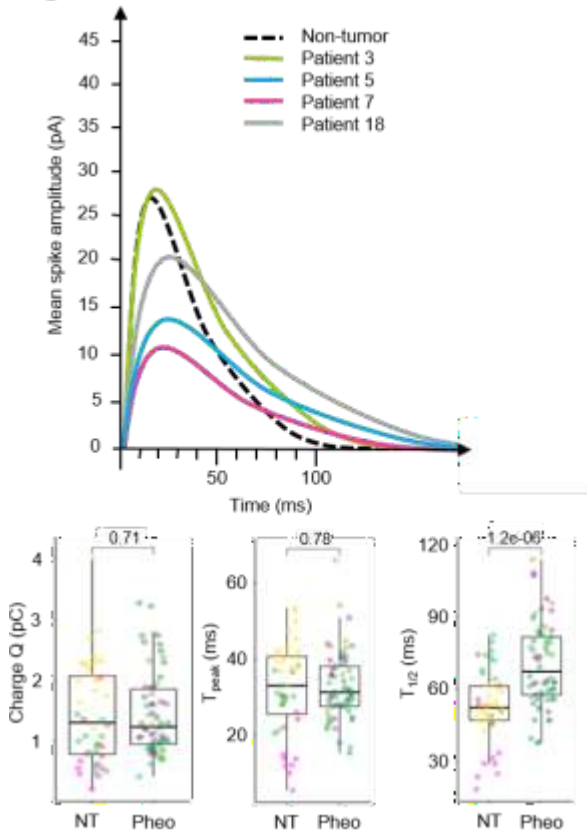 45
40
35
30
25
20
15
10
5
0
Mean spike amplitude (pA)
Non-tumor
Patient 3
Patient 5
Patient 7
Patient 18
50
100
Time (ms)
0.71
4
3
2
1
Charge Q (pC)
NT
Pheo
0.78
60
40
20
Tpeak (ms)
NT
Pheo
1.2e-06
120
90
60
30
T1/2 (ms)
NT
Pheo